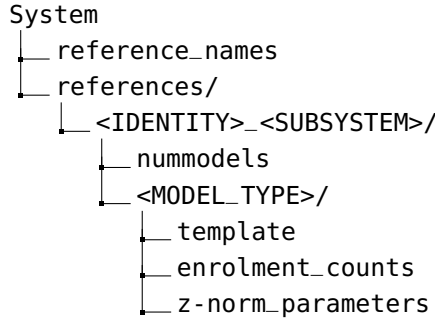 System
reference_names
references/
<IDENTITY>_<SUBSYSTEM>/
nummodels
<MODEL_TYPE>/
template
enrolment_counts
z-norm_parameters